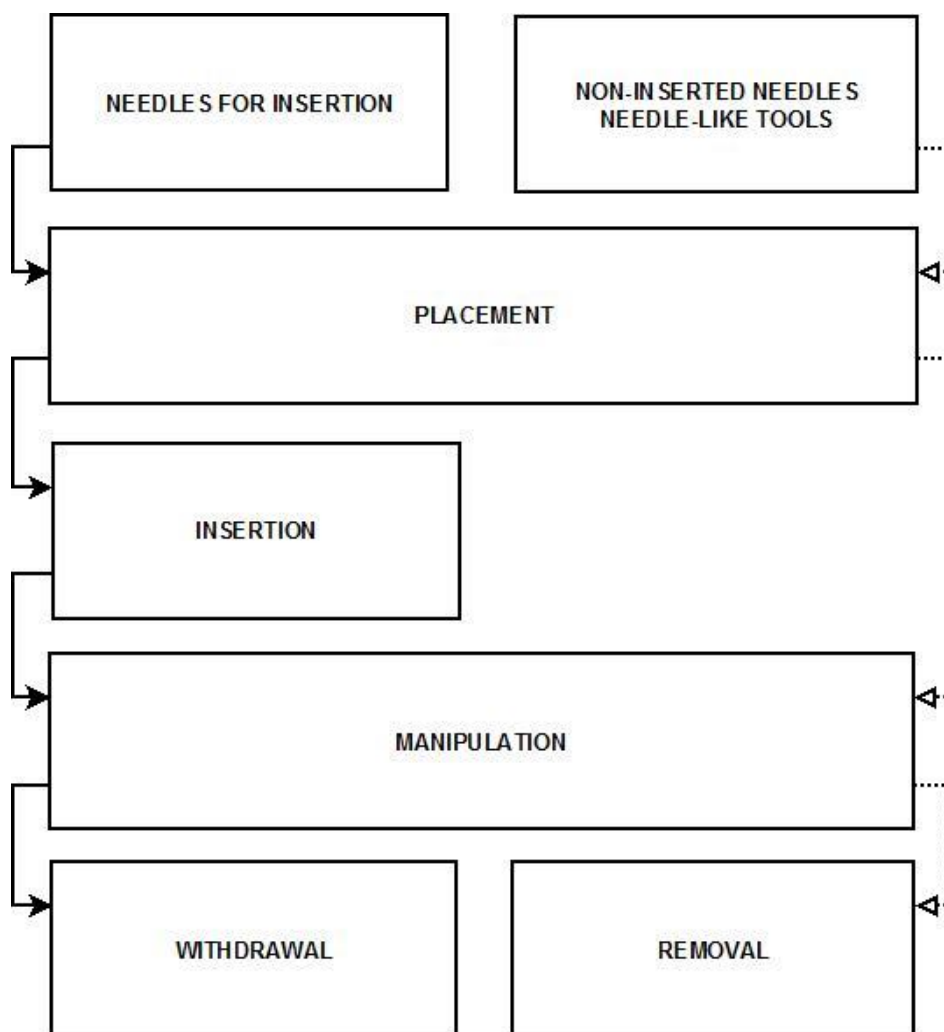 NEEDLES FOR INSERTION
NON-INSERTED NEEDLES
NEEDLE-LIKE TOOLS
PLACEMENT
INSERTION
MANIPULATION
WITHDRAWAL
REMOVAL